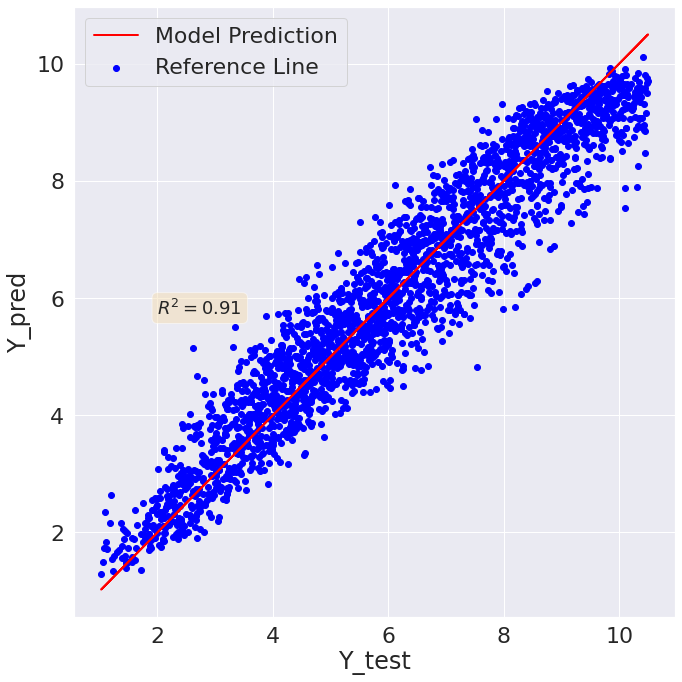 Model Prediction
Reference Line
10
8
6
4
2
R² = 0.91
Y_pred
2 4 6 8 10
Y_test